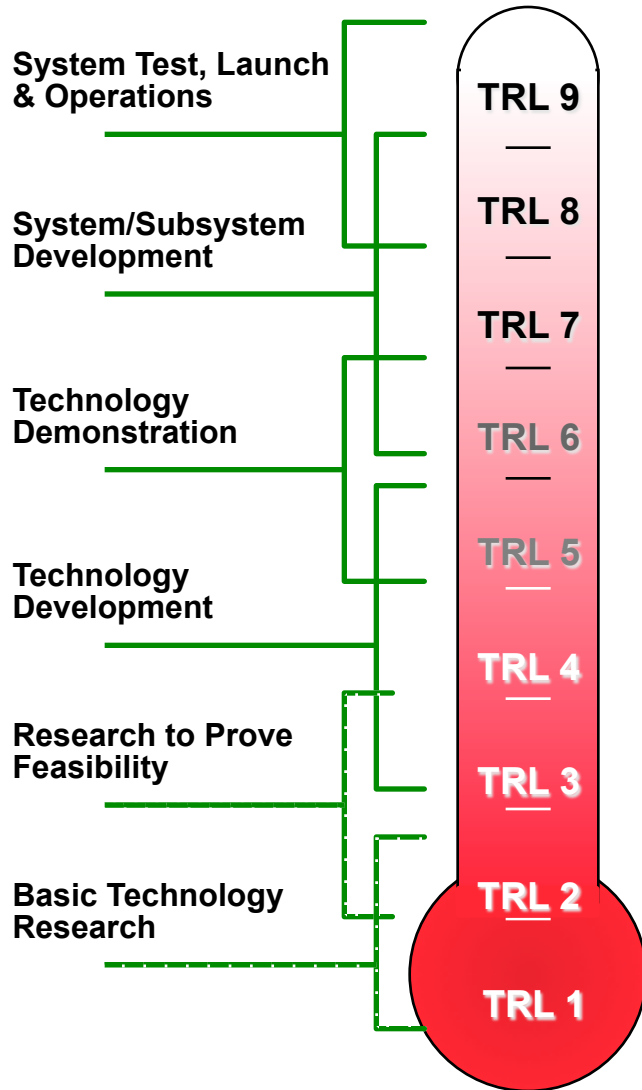 System Test, Launch
& Operations
System/Subsystem
Development
Technology
Demonstration
Technology
Development
Research to Prove
Feasibility
Basic Technology
Research
TRL 9
TRL 8
TRL 7
TRL 6
TRL 5
TRL 4
TRL 3
TRL 2
TRL 1